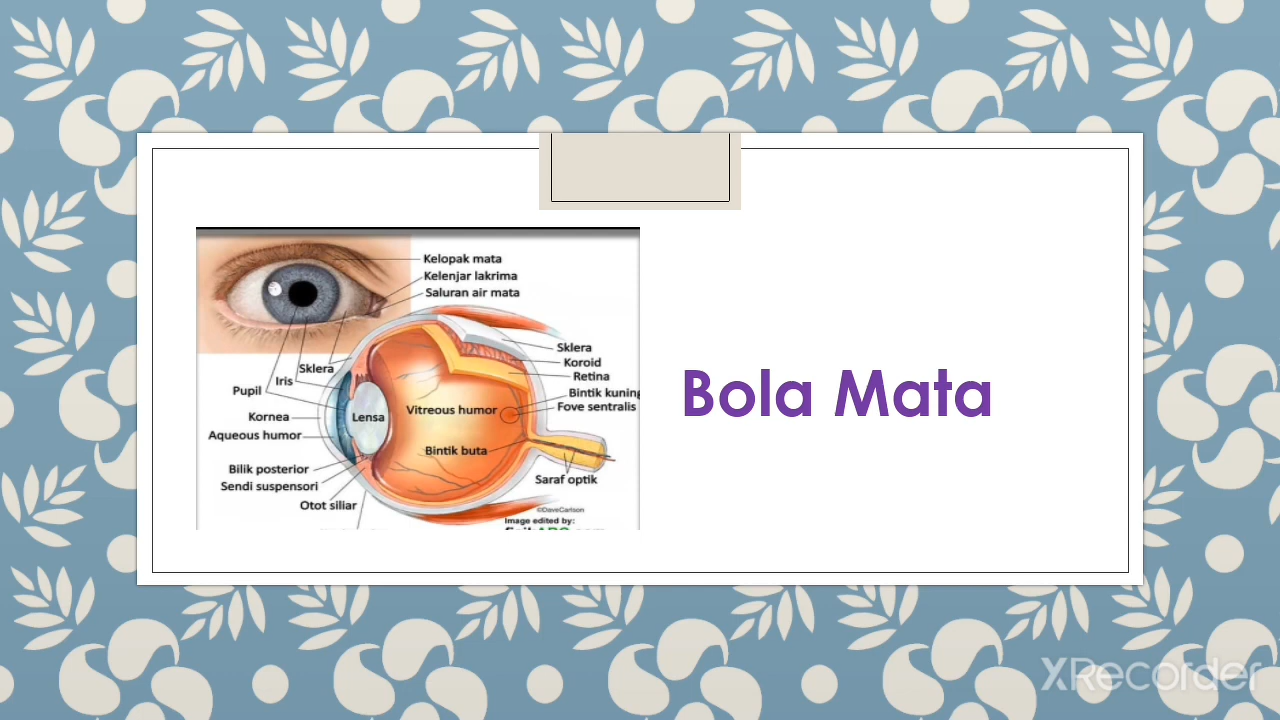 Kelopak mata
Kelenjar lakrima
Saluran air mata
Sklera
Iris
Pupil
Kornea
Lensa
Aqueous humor
Vitreous humor
Bilik posterior
Sendi suspensori
Otot siliar
Bintik buta
Sklera
Koroid
Retina
Bintik kuning
Fove sentralis
Saraf optik
©DaveCarlson
Image edited by:
Bola Mata
XRecorder